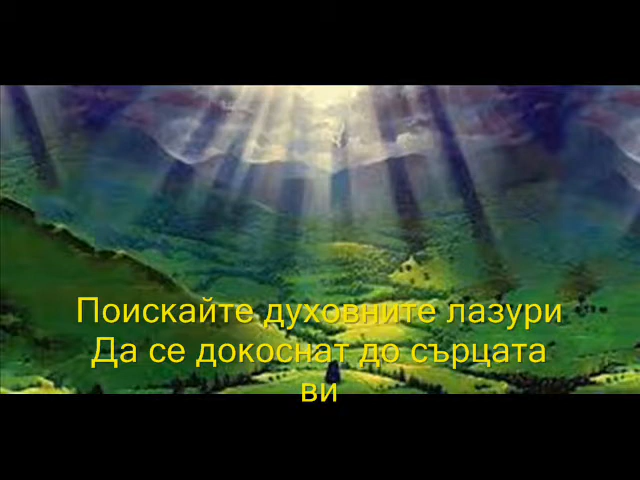 Поискайте духовните лазури
Да се докоснат до сърцата
ви